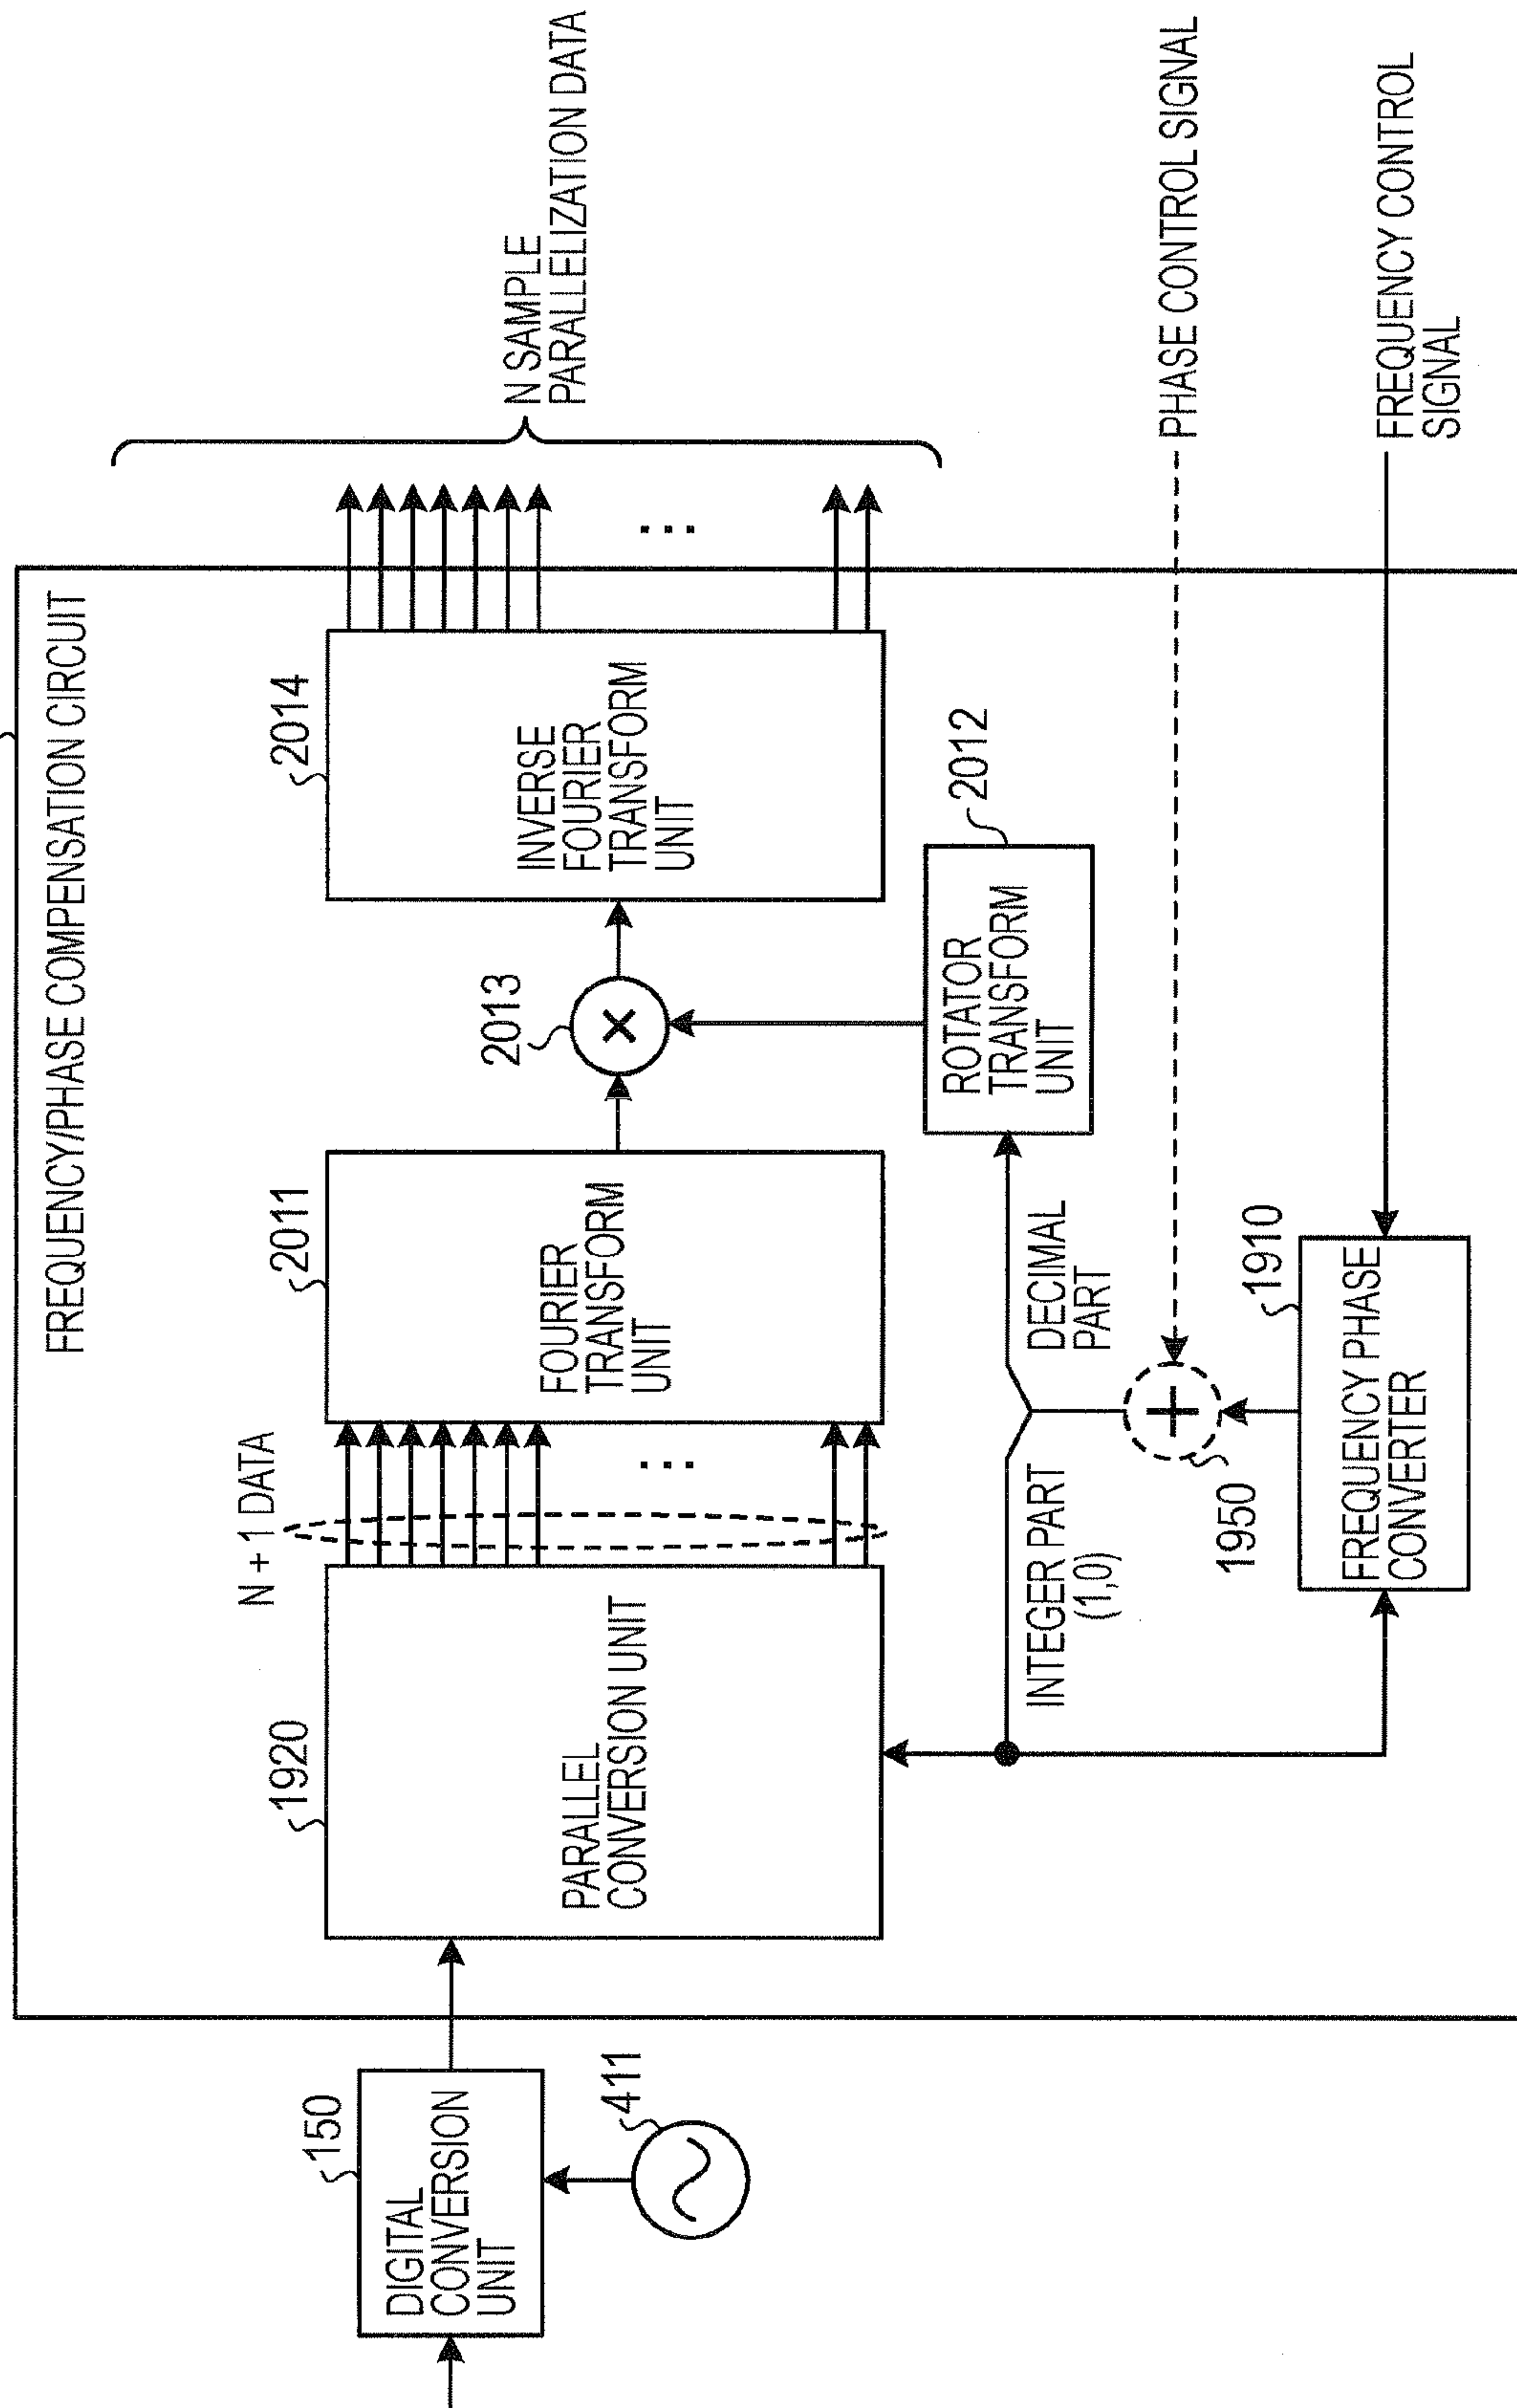 FREQUENCY/PHASE COMPENSATION CIRCUIT
150
DIGITAL
CONVERSION
UNIT
411
1920
PARALLEL
CONVERSION UNIT
N + 1 DATA
...
2011
FOURIER
TRANSFORM
UNIT
2013
×
2014
INVERSE
FOURIER
TRANSFORM
UNIT
...
N SAMPLE
PARALLELIZATION DATA
2012
ROTATOR
TRANSFORM
UNIT
INTEGER PART
(1,0)
DECIMAL
PART
1950
+
PHASE CONTROL SIGNAL
1910
FREQUENCY PHASE
CONVERTER
FREQUENCY CONTROL
SIGNAL